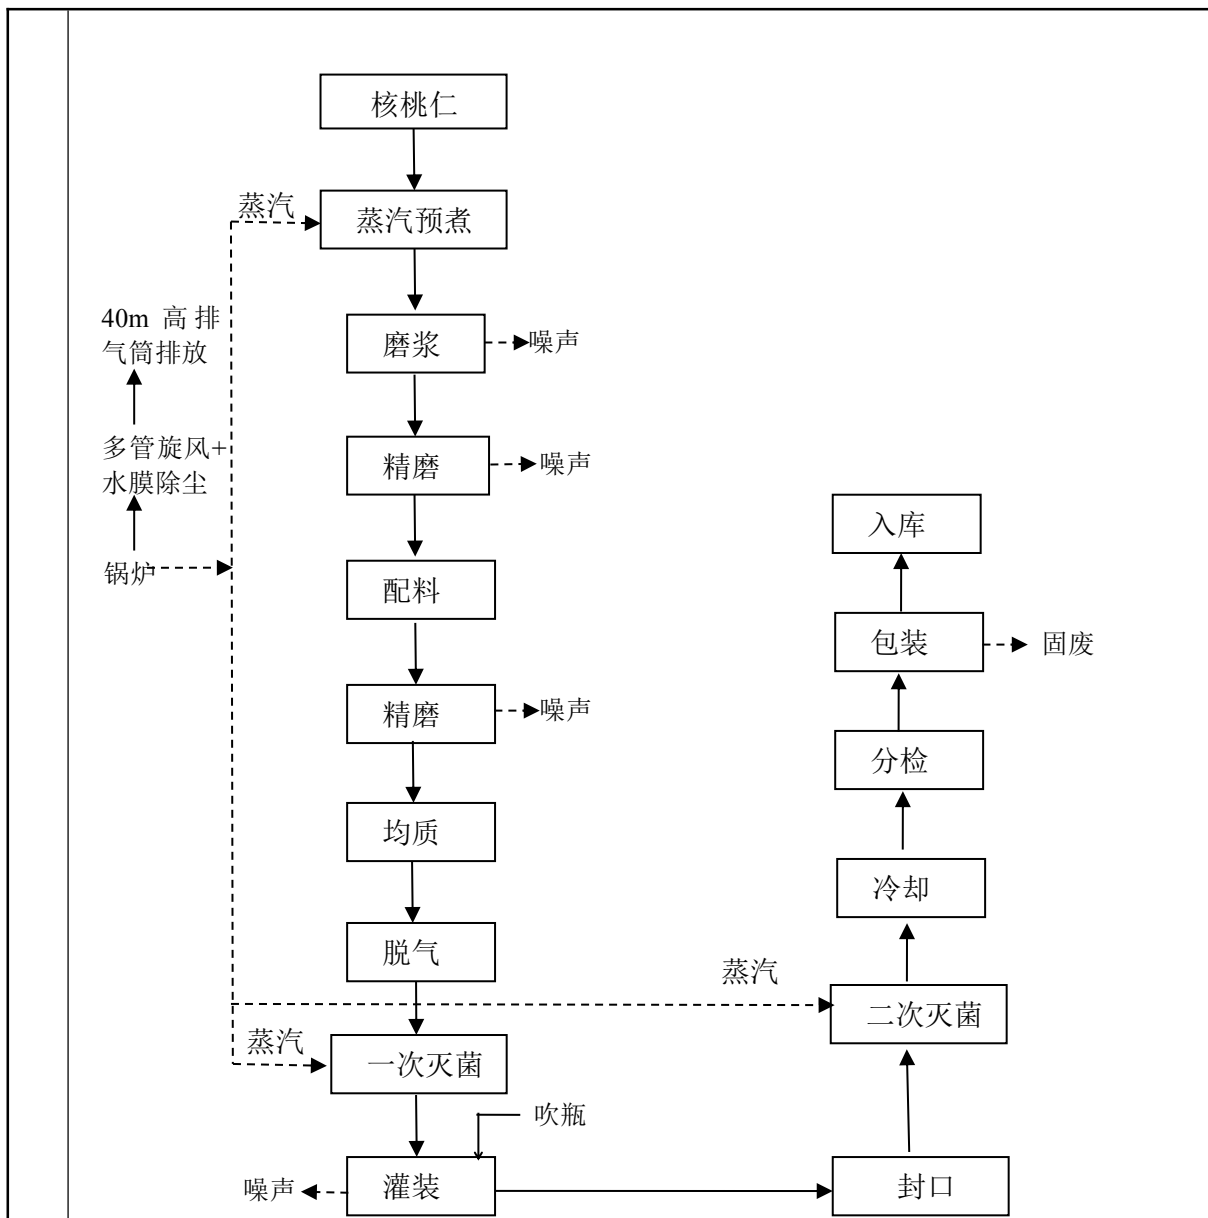 核桃仁
蒸汽
蒸汽预煮
40m 高排
气筒排放
磨浆
噪声
多管旋风+
水膜除尘
精磨
噪声
入库
锅炉
配料
包装
固废
精磨
噪声
分检
均质
冷却
脱气
蒸汽
二次灭菌
蒸汽
一次灭菌
吹瓶
噪声
灌装
封口